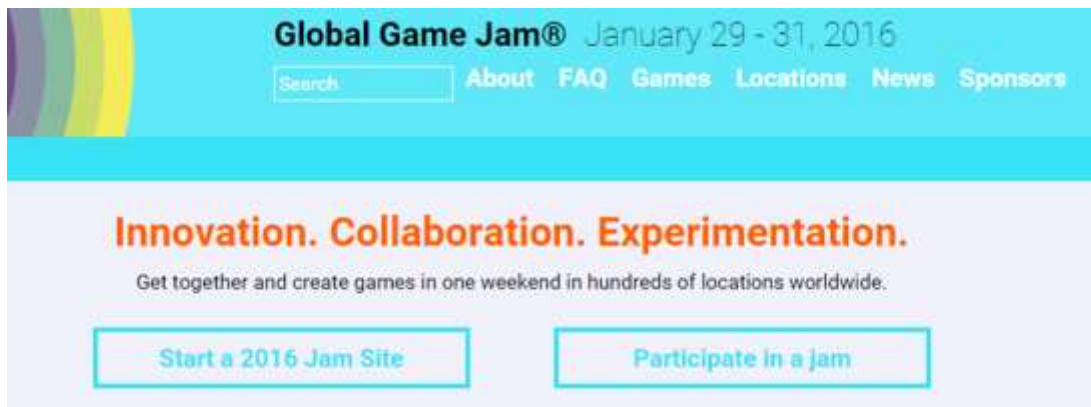 Global Game Jam® January 29 - 31, 2016
Search About FAQ Games Locations News Sponsors
Innovation. Collaboration. Experimentation.
Get together and create games in one weekend in hundreds of locations worldwide.
Start a 2016 Jam Site Participate in a jam